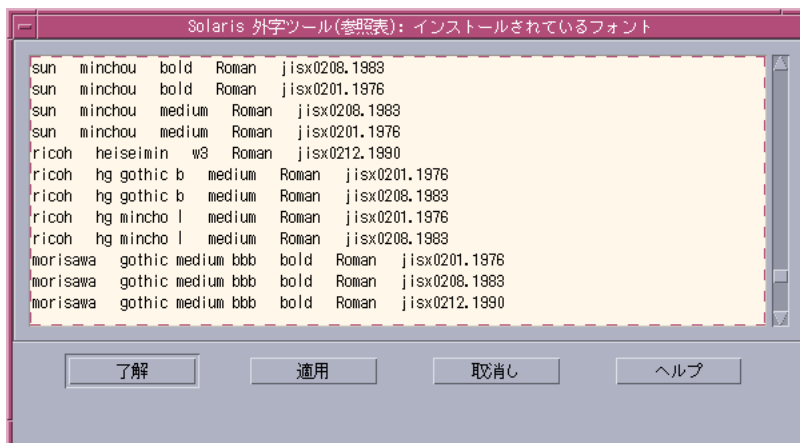 Solaris 外字ツール(参照表): インストールされているフォント
sun minchou bold Roman jisx0208.1983
sun minchou bold Roman jisx0201.1976
sun minchou medium Roman jisx0208.1983
sun minchou medium Roman jisx0201.1976
ricoh heiseimin w3 Roman jisx0212.1990
ricoh hg gothic b medium Roman jisx0201.1976
ricoh hg gothic b medium Roman jisx0208.1983
ricoh hg mincho l medium Roman jisx0201.1976
ricoh hg mincho l medium Roman jisx0208.1983
morisawa gothic medium bbb bold Roman jisx0201.1976
morisawa gothic medium bbb bold Roman jisx0208.1983
morisawa gothic medium bbb bold Roman jisx0212.1990
了解 適用 取消し ヘルプ